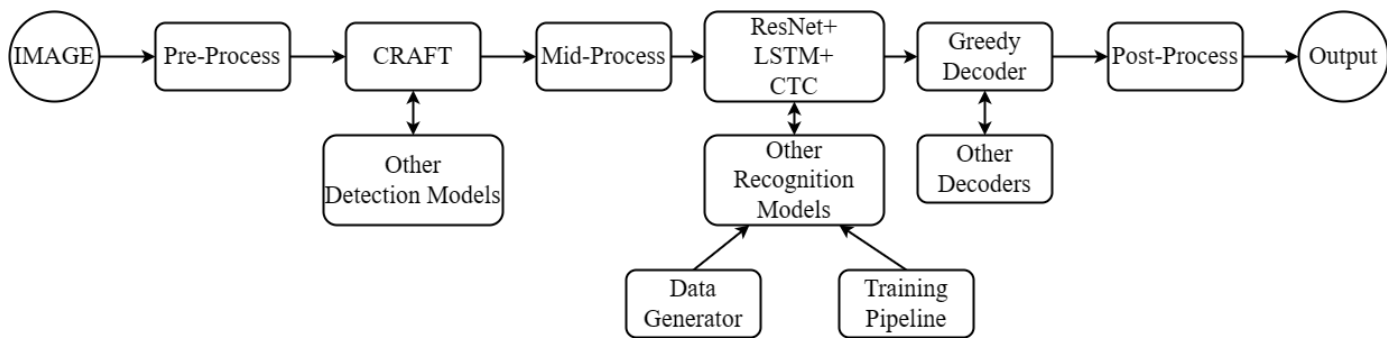 IMAGE
Pre-Process
CRAFT
Mid-Process
ResNet+
LSTM+
CTC
Greedy
Decoder
Post-Process
Output
Other
Detection Models
Other
Recognition
Models
Other
Decoders
Data
Generator
Training
Pipeline